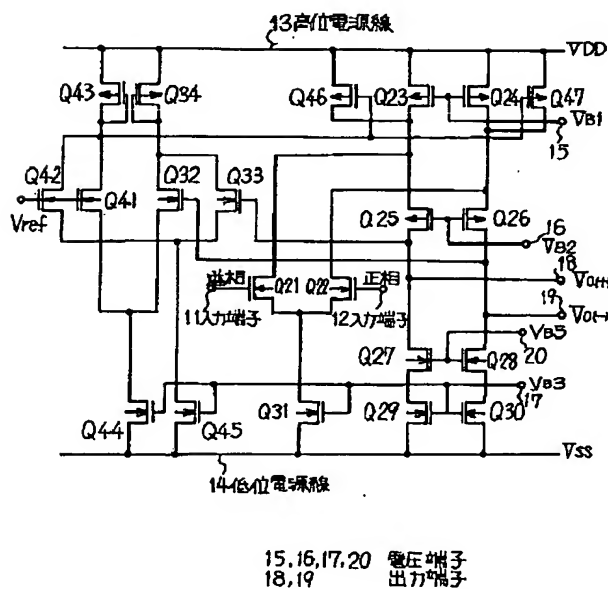 13高位電源線
VDD
Q43
Q34
Q46
Q23
Q24
Q47
VB1
15
Q42
Q41
Q32
Q33
Vref
Q25
Q26
16
VB2
18
VO(+)
逆相
Q21
Q22
正相
11入力端子
12入力端子
19
VO(-)
VB5
20
Q27
Q28
VB3
17
Q44
Q45
Q31
Q29
Q30
VSS
14低位電源線
15,16,17,20 電圧端子
18,19 出力端子